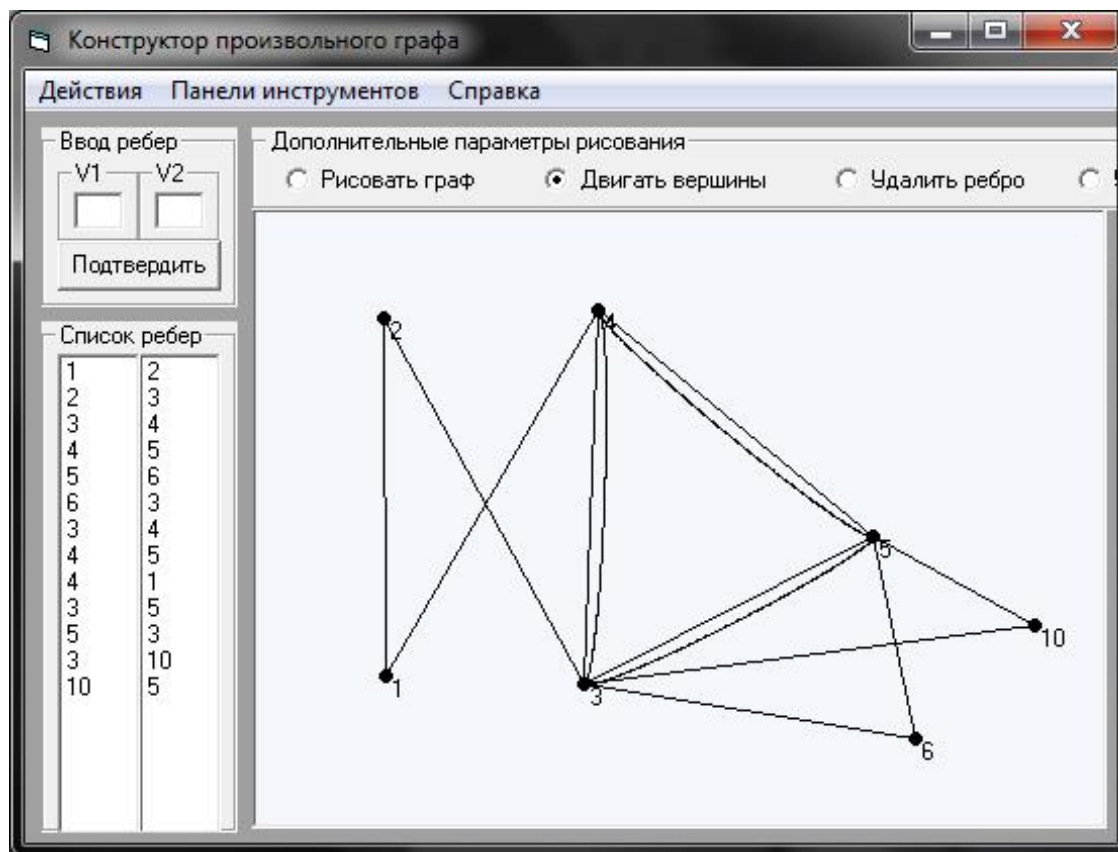 Конструктор произвольного графа
Действия Панели инструментов Справка
Ввод ребер
V1 V2
Подтвердить
Дополнительные параметры рисования
Рисовать граф Двигать вершины Удалить ребро
Список ребер
1 2
2 3
3 4
4 5
5 6
6 3
3 4
4 5
4 1
3 5
5 3
3 10
10 5
2
4
5
10
1
3
6